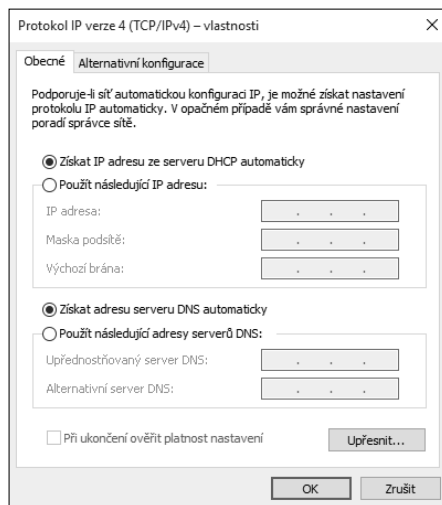 Protokol IP verze 4 (TCP/IPv4) – vlastnosti
Obecné Alternativní konfigurace
Podporuje-li síť automatickou konfiguraci IP, je možné získat nastavení
protokolu IP automaticky. V opačném případě vám správné nastavení
poradí správce sítě.
Získat IP adresu ze serveru DHCP automaticky
Použít následující IP adresu:
IP adresa:
Maska podsítě:
Výchozí brána:
Získat adresu serveru DNS automaticky
Použít následující adresy serverů DNS:
Upřednostňovaný server DNS:
Alternativní server DNS:
Při ukončení ověřit platnost nastavení
Upřesnit...
OK Zrušit